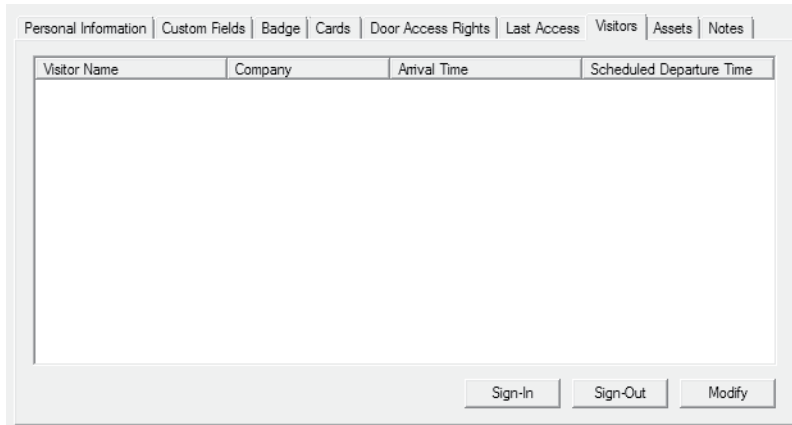 Personal Information Custom Fields Badge Cards Door Access Rights Last Access Visitors Assets Notes
Visitor Name Company Arrival Time Scheduled Departure Time
Sign-In Sign-Out Modify